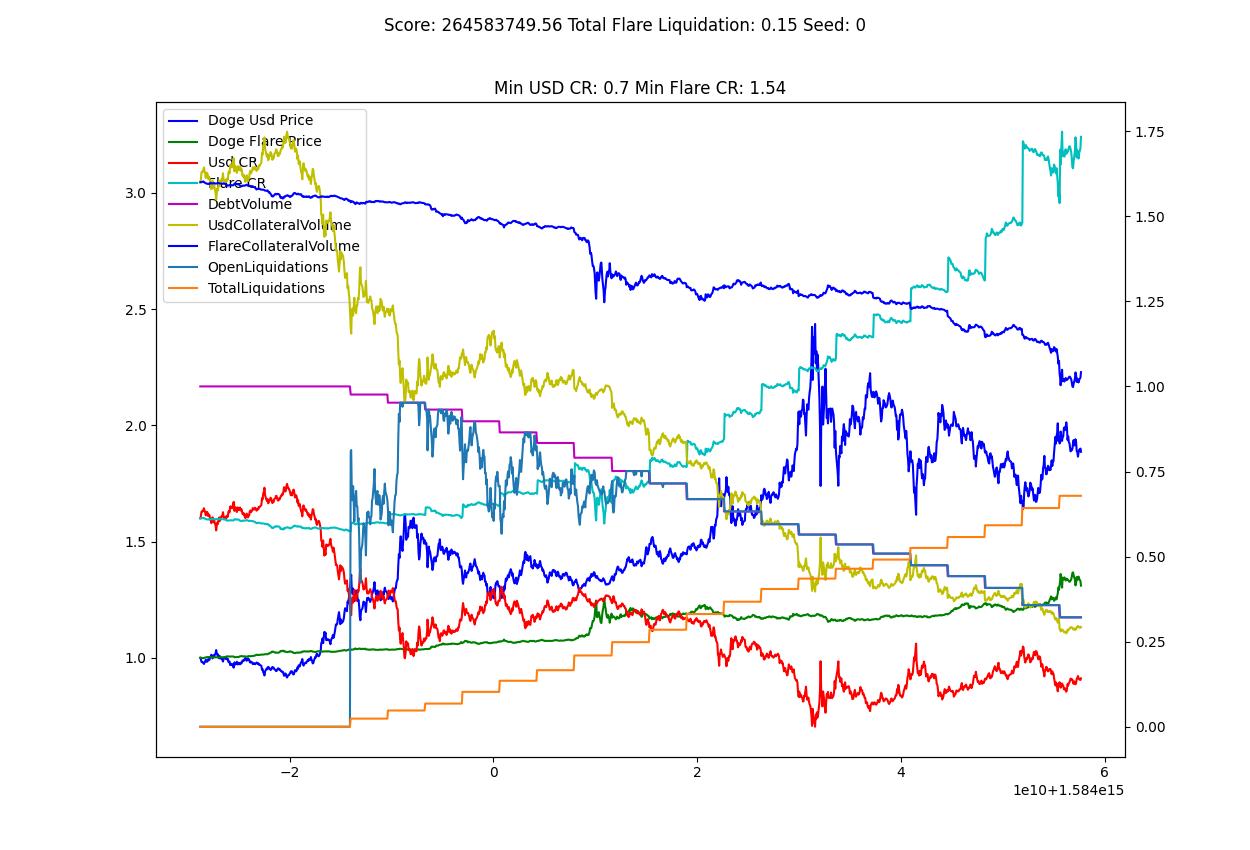 Score: 264583749.56 Total Flare Liquidation: 0.15 Seed: 0
Min USD CR: 0.7 Min Flare CR: 1.54
Doge Usd Price
Doge Flare Price
Usd CR
Flare CR
DebtVolume
UsdCollateralVolume
FlareCollateralVolume
OpenLiquidations
TotalLiquidations
3.0
2.5
2.0
1.5
1.0
1.75
1.50
1.25
1.00
0.75
0.50
0.25
0.00
−2
0
2
4
6
1e10+1.584e15